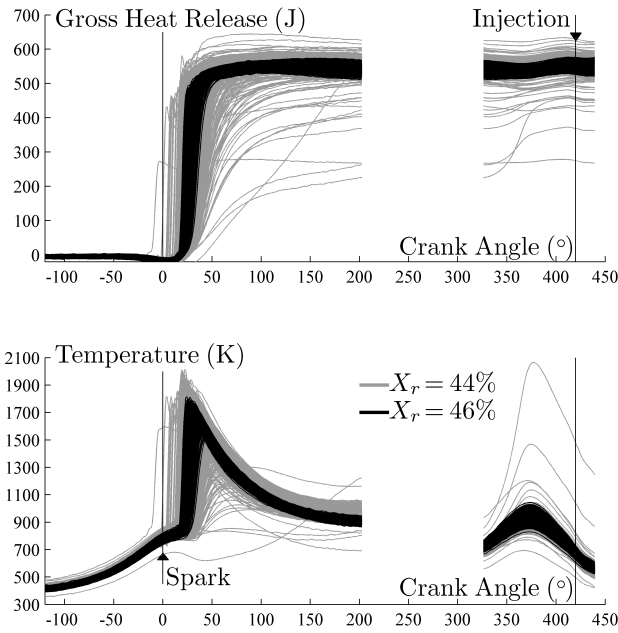 Gross Heat Release (J)
Injection
700
600
500
400
300
200
100
0
Crank Angle (°)
-100 -50 0 50 100 150 200 250 300 350 400 450
Temperature (K)
2100
1900
1700
1500
1300
1100
900
700
500
300
X_r = 44%
X_r = 46%
Spark
Crank Angle (°)
-100 -50 0 50 100 150 200 250 300 350 400 450